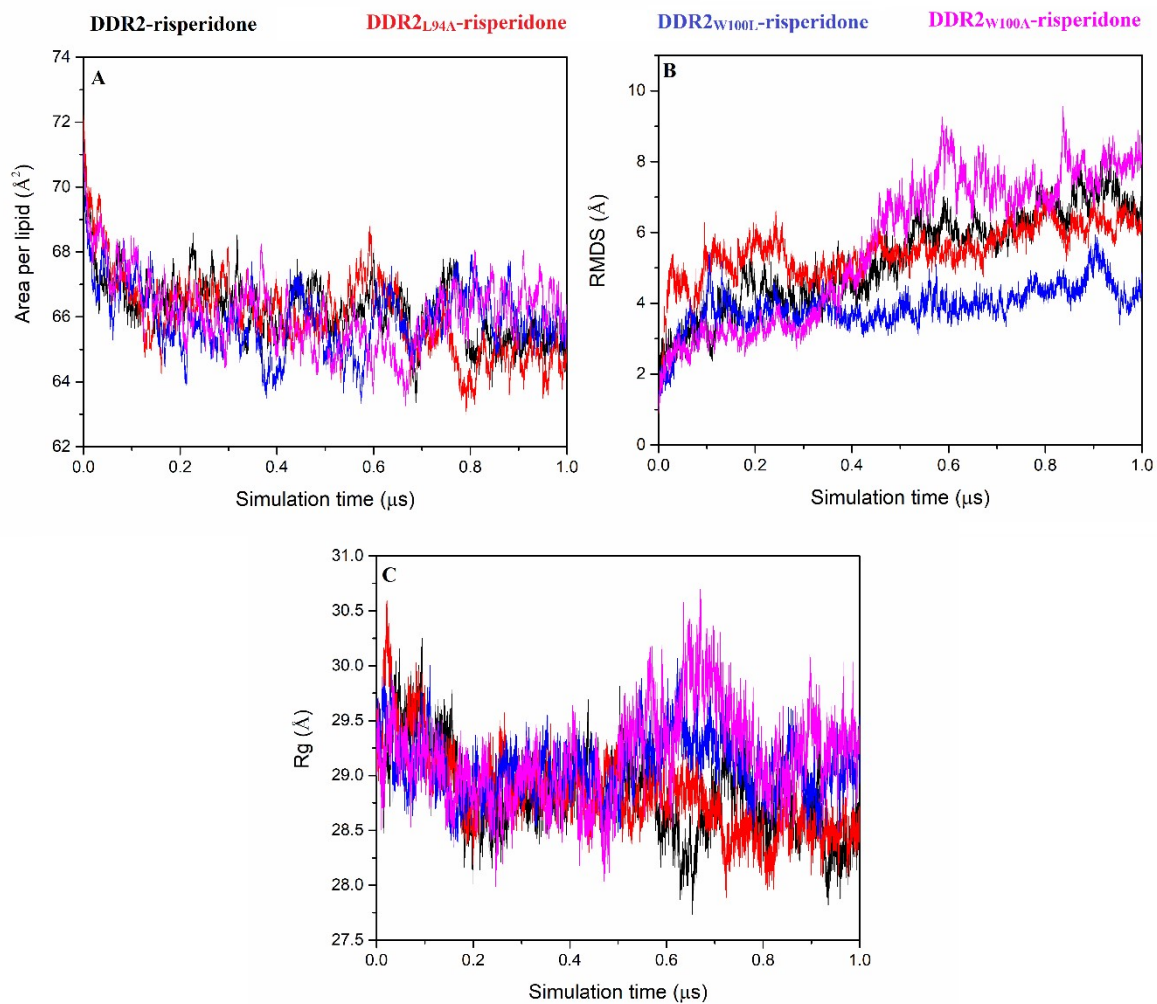 DDR2-risperidone DDR2L94A-risperidone DDR2W100L-risperidone DDR2W100A-risperidone
A
74
72
70
68
66
64
62
Area per lipid (Å²)
0.0 0.2 0.4 0.6 0.8 1.0
Simulation time (μs)
B
10
8
6
4
2
0
RMDS (Å)
0.0 0.2 0.4 0.6 0.8 1.0
Simulation time (μs)
C
31.0
30.5
30.0
29.5
29.0
28.5
28.0
27.5
Rg (Å)
0.0 0.2 0.4 0.6 0.8 1.0
Simulation time (μs)